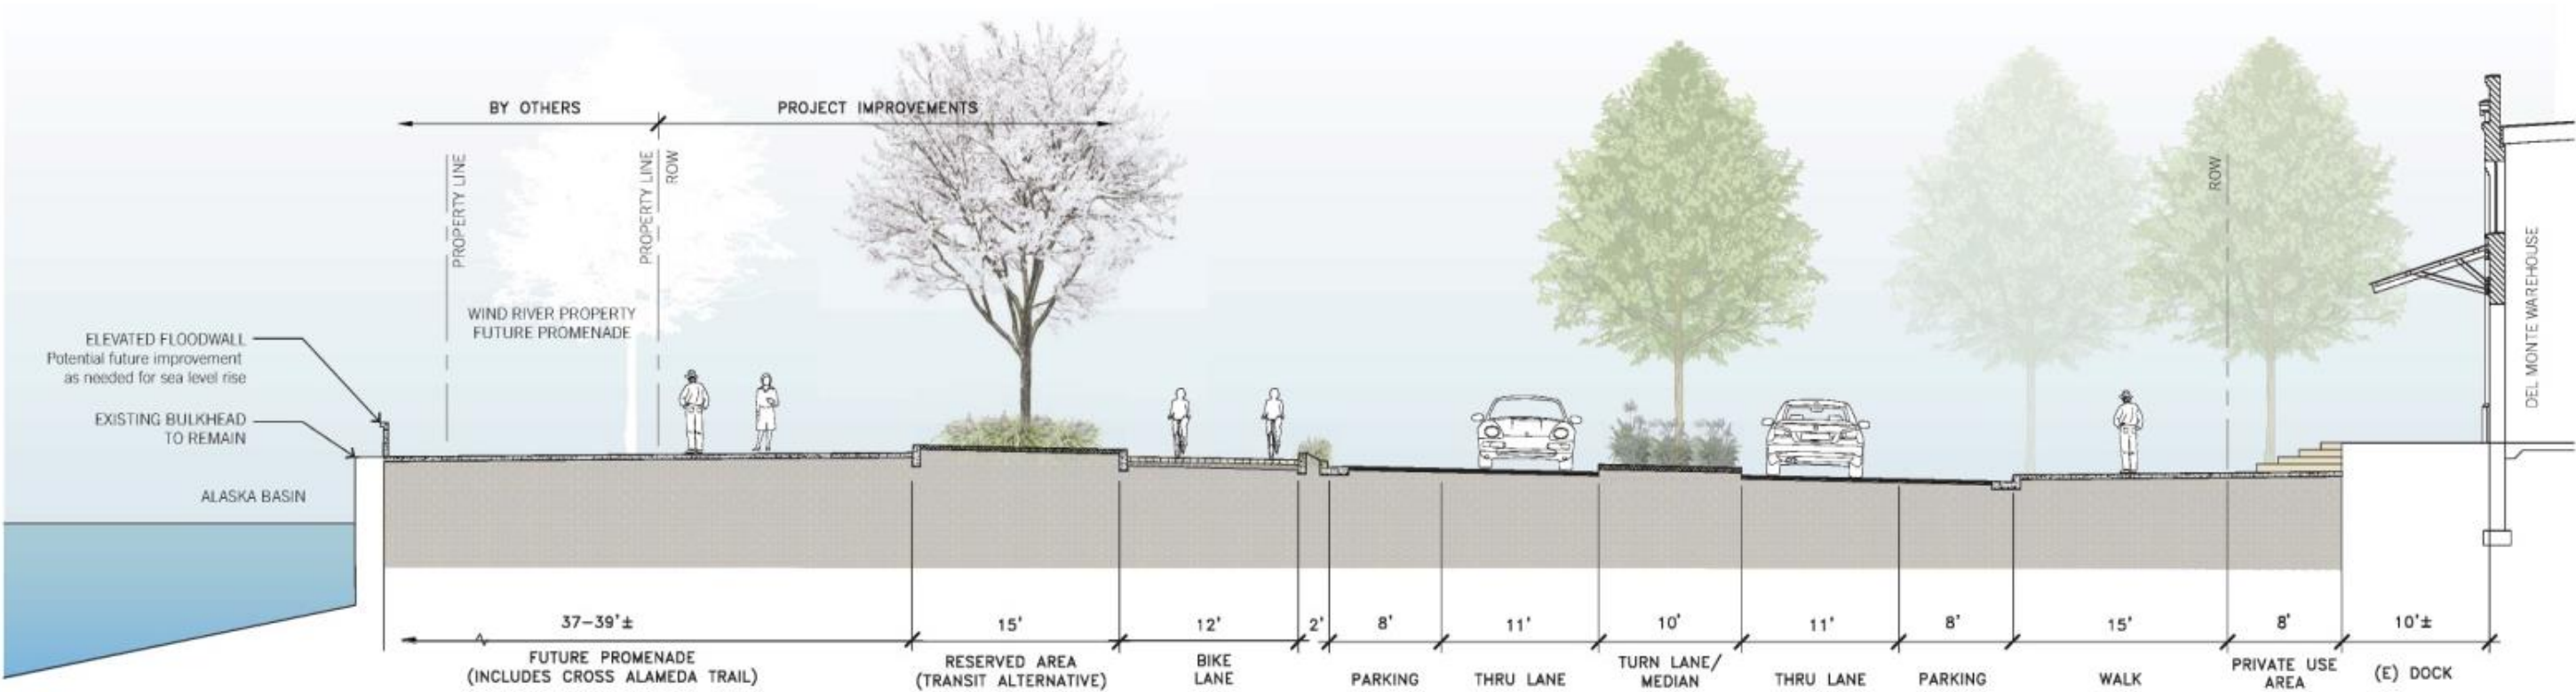 BY OTHERS
PROJECT IMPROVEMENTS
PROPERTY LINE
PROPERTY LINE
ROW
ROW
WIND RIVER PROPERTY
FUTURE PROMENADE
ELEVATED FLOODWALL
Potential future improvement
as needed for sea level rise
EXISTING BULKHEAD
TO REMAIN
ALASKA BASIN
DEL MONTE WAREHOUSE
37-39'±
15'
12'
2'
8'
11'
10'
11'
8'
15'
8'
10'±
FUTURE PROMENADE
(INCLUDES CROSS ALAMEDA TRAIL)
RESERVED AREA
(TRANSIT ALTERNATIVE)
BIKE
LANE
PARKING
THRU LANE
TURN LANE/
MEDIAN
THRU LANE
PARKING
WALK
PRIVATE USE
AREA
(E) DOCK